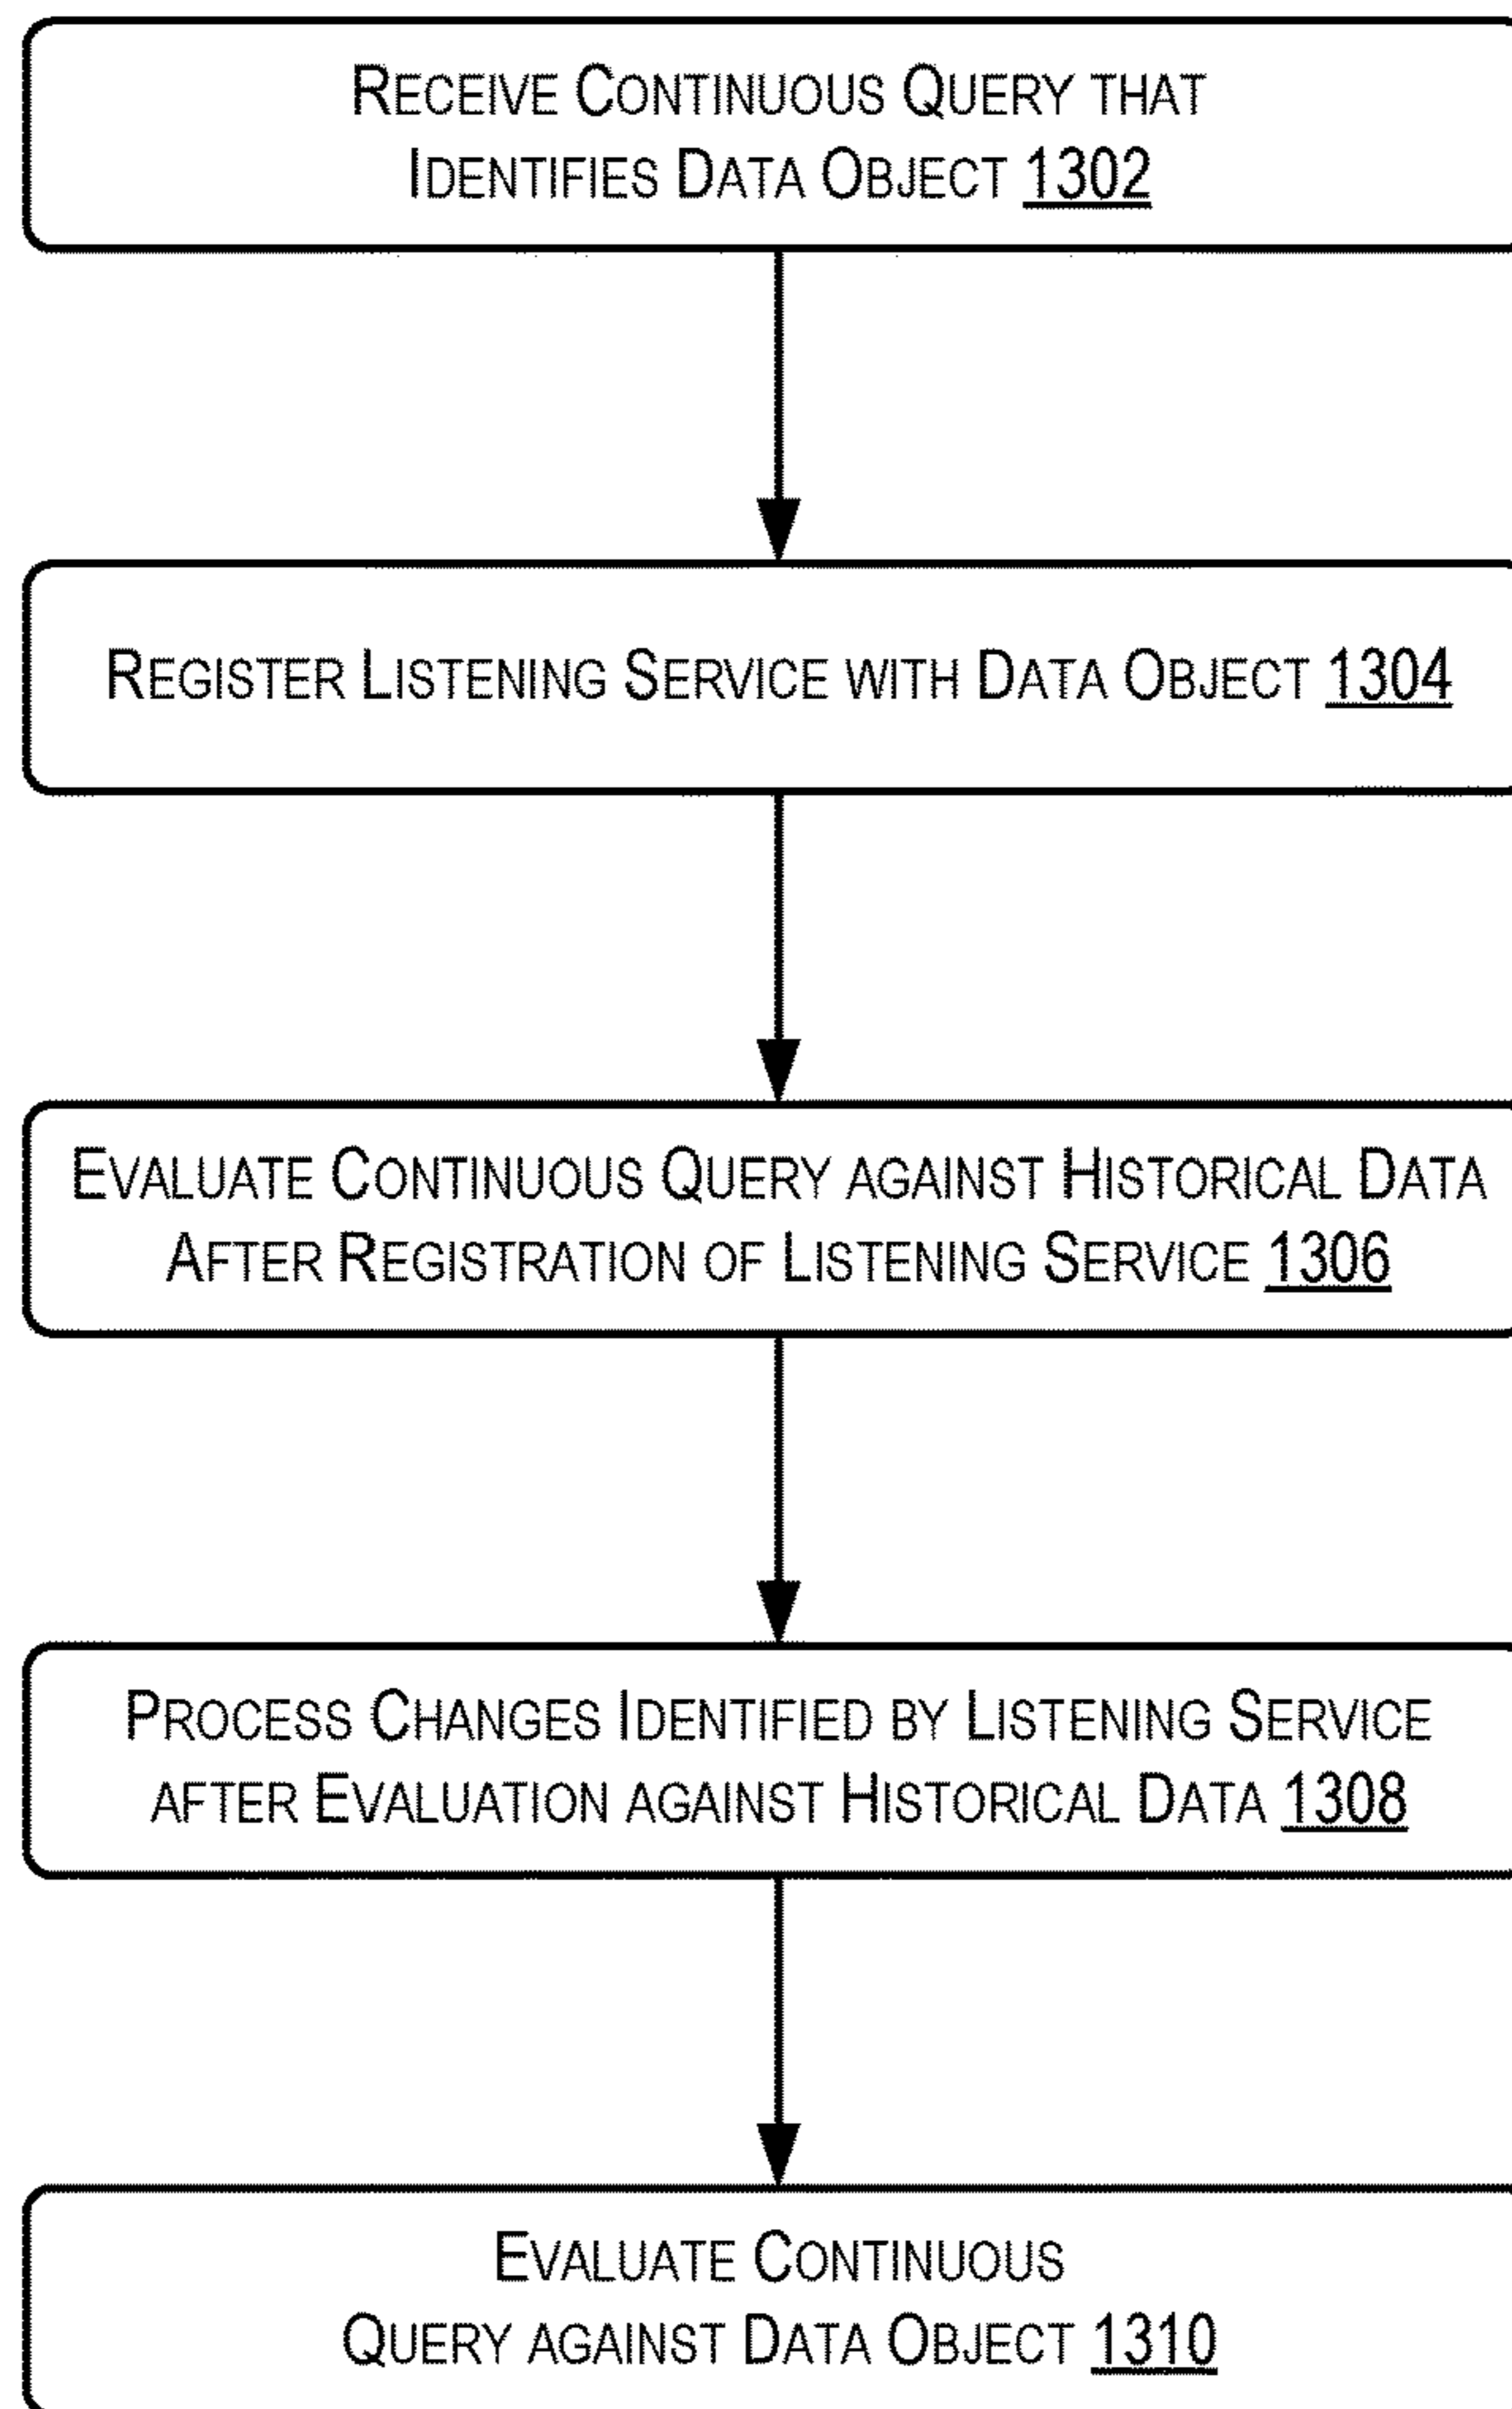 RECEIVE CONTINUOUS QUERY THAT
IDENTIFIES DATA OBJECT 1302
REGISTER LISTENING SERVICE WITH DATA OBJECT 1304
EVALUATE CONTINUOUS QUERY AGAINST HISTORICAL DATA
AFTER REGISTRATION OF LISTENING SERVICE 1306
PROCESS CHANGES IDENTIFIED BY LISTENING SERVICE
AFTER EVALUATION AGAINST HISTORICAL DATA 1308
EVALUATE CONTINUOUS
QUERY AGAINST DATA OBJECT 1310